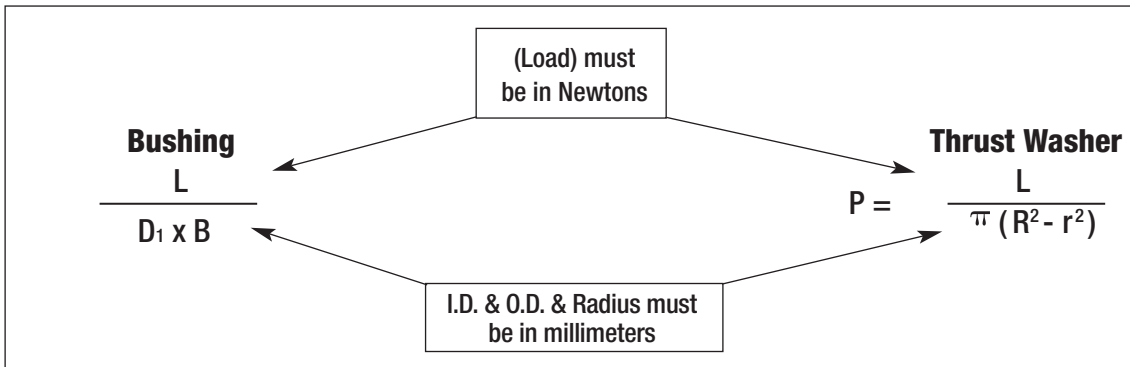 (Load) must
be in Newtons
Bushing
L
D₁ x B
Thrust Washer
P =
L
π (R² - r²)
I.D. & O.D. & Radius must
be in millimeters